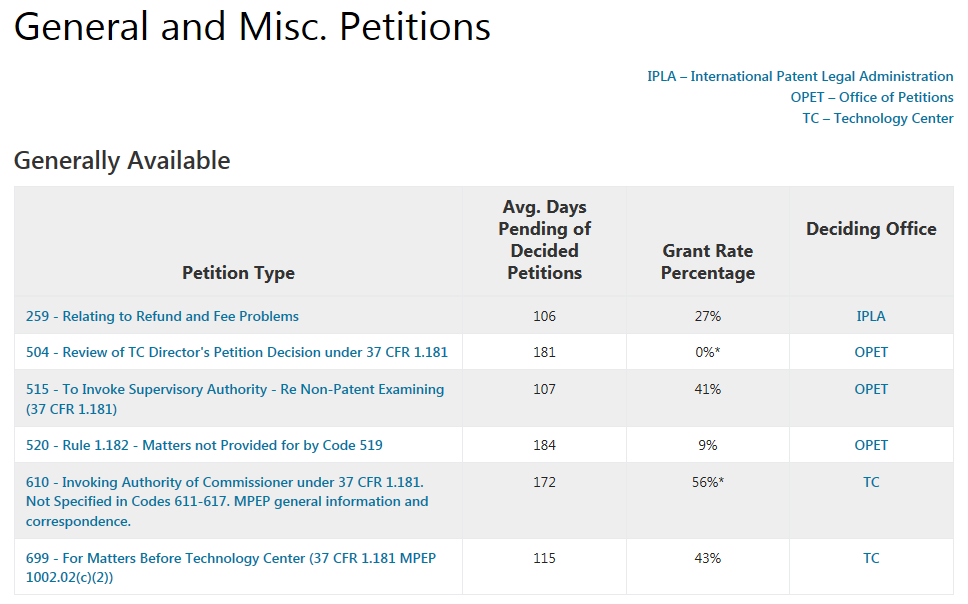 General and Misc. Petitions
IPLA – International Patent Legal Administration
OPET – Office of Petitions
TC – Technology Center
Generally Available
Petition Type
Avg. Days
Pending of
Decided
Petitions
Grant Rate
Percentage
Deciding Office
259 - Relating to Refund and Fee Problems 106 27% IPLA
504 - Review of TC Director's Petition Decision under 37 CFR 1.181 181 0%* OPET
515 - To Invoke Supervisory Authority - Re Non-Patent Examining
(37 CFR 1.181)
107 41% OPET
520 - Rule 1.182 - Matters not Provided for by Code 519 184 9% OPET
610 - Invoking Authority of Commissioner under 37 CFR 1.181.
Not Specified in Codes 611-617. MPEP general information and
correspondence.
172 56%* TC
699 - For Matters Before Technology Center (37 CFR 1.181 MPEP
1002.02(c)(2))
115 43% TC